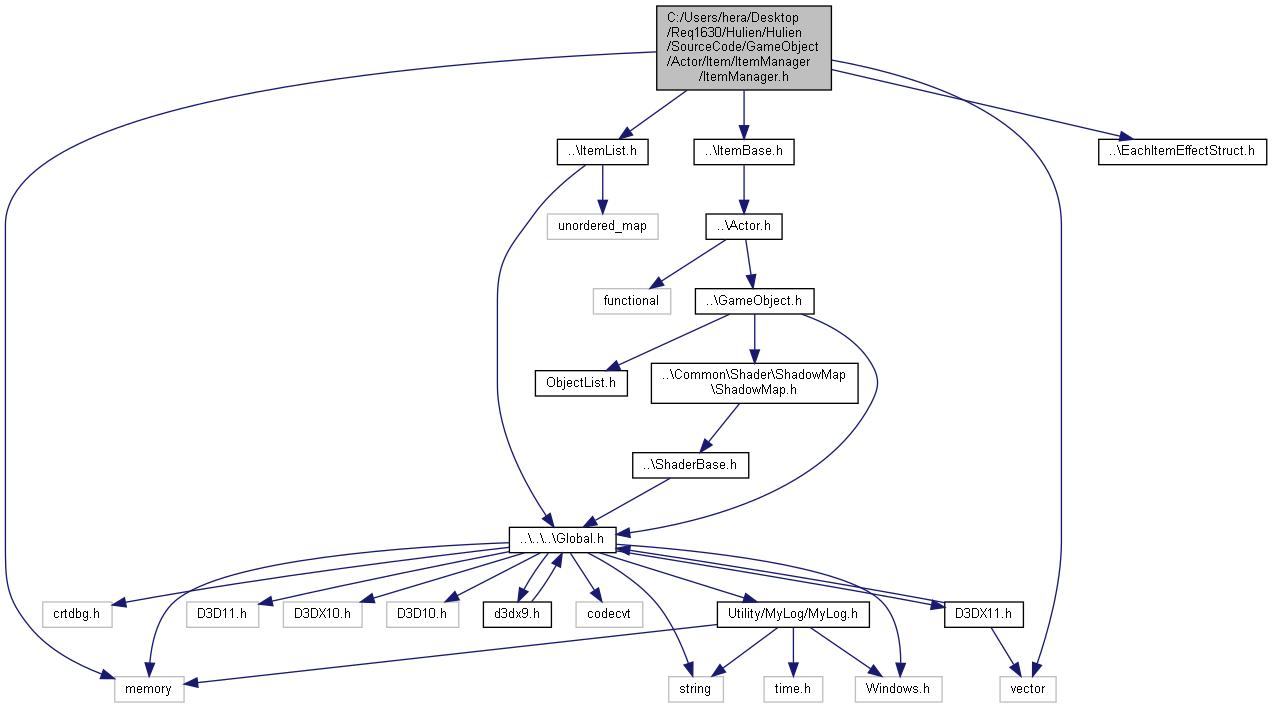 C:/Users/hera/Desktop
/Req1630/Hulien/Hulien
/SourceCode/GameObject
/Actor/Item/ItemManager
/ItemManager.h
..\ItemList.h
..\ItemBase.h
..\EachItemEffectStruct.h
unordered_map
..\Actor.h
functional
..\GameObject.h
ObjectList.h
..\Common\Shader\ShadowMap
\ShadowMap.h
..\ShaderBase.h
..\..\..\Global.h
crtdbg.h
D3D11.h
D3DX10.h
D3D10.h
d3dx9.h
codecvt
Utility/MyLog/MyLog.h
D3DX11.h
memory
string
time.h
Windows.h
vector